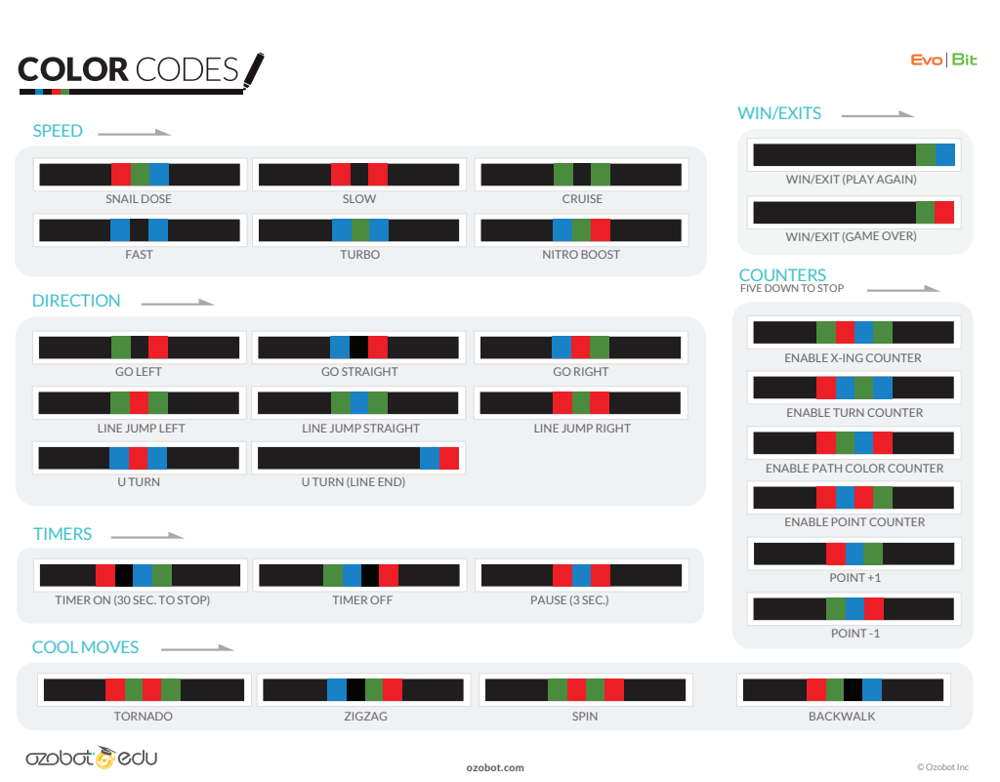 COLOR CODES
Evo | Bit
SPEED
SNAIL DOSE
SLOW
CRUISE
FAST
TURBO
NITRO BOOST
DIRECTION
GO LEFT
GO STRAIGHT
GO RIGHT
LINE JUMP LEFT
LINE JUMP STRAIGHT
LINE JUMP RIGHT
U TURN
U TURN (LINE END)
TIMERS
TIMER ON (30 SEC. TO STOP)
TIMER OFF
PAUSE (3 SEC.)
WIN/EXITS
WIN/EXIT (PLAY AGAIN)
WIN/EXIT (GAME OVER)
COUNTERS
FIVE DOWN TO STOP
ENABLE X-ING COUNTER
ENABLE TURN COUNTER
ENABLE PATH COLOR COUNTER
ENABLE POINT COUNTER
POINT +1
POINT -1
COOL MOVES
TORNADO
ZIGZAG
SPIN
BACKWALK
ozobot edu
ozobot.com
© Ozobot Inc